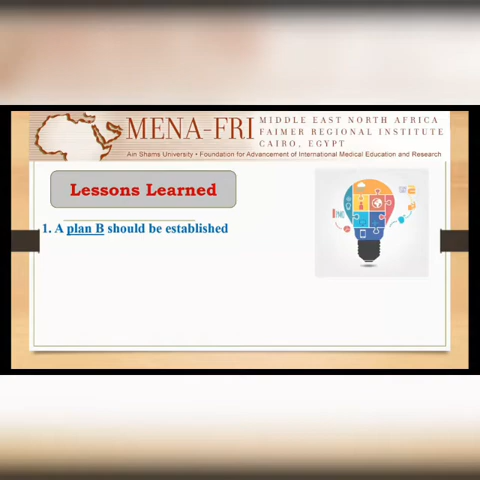 MENA-FRI
MIDDLE EAST NORTH AFRICA
FAIMER REGIONAL INSTITUTE
CAIRO, EGYPT
Ain Shams University • Foundation for Advancement of International Medical Education and Research
Lessons Learned
1. A plan B should be established